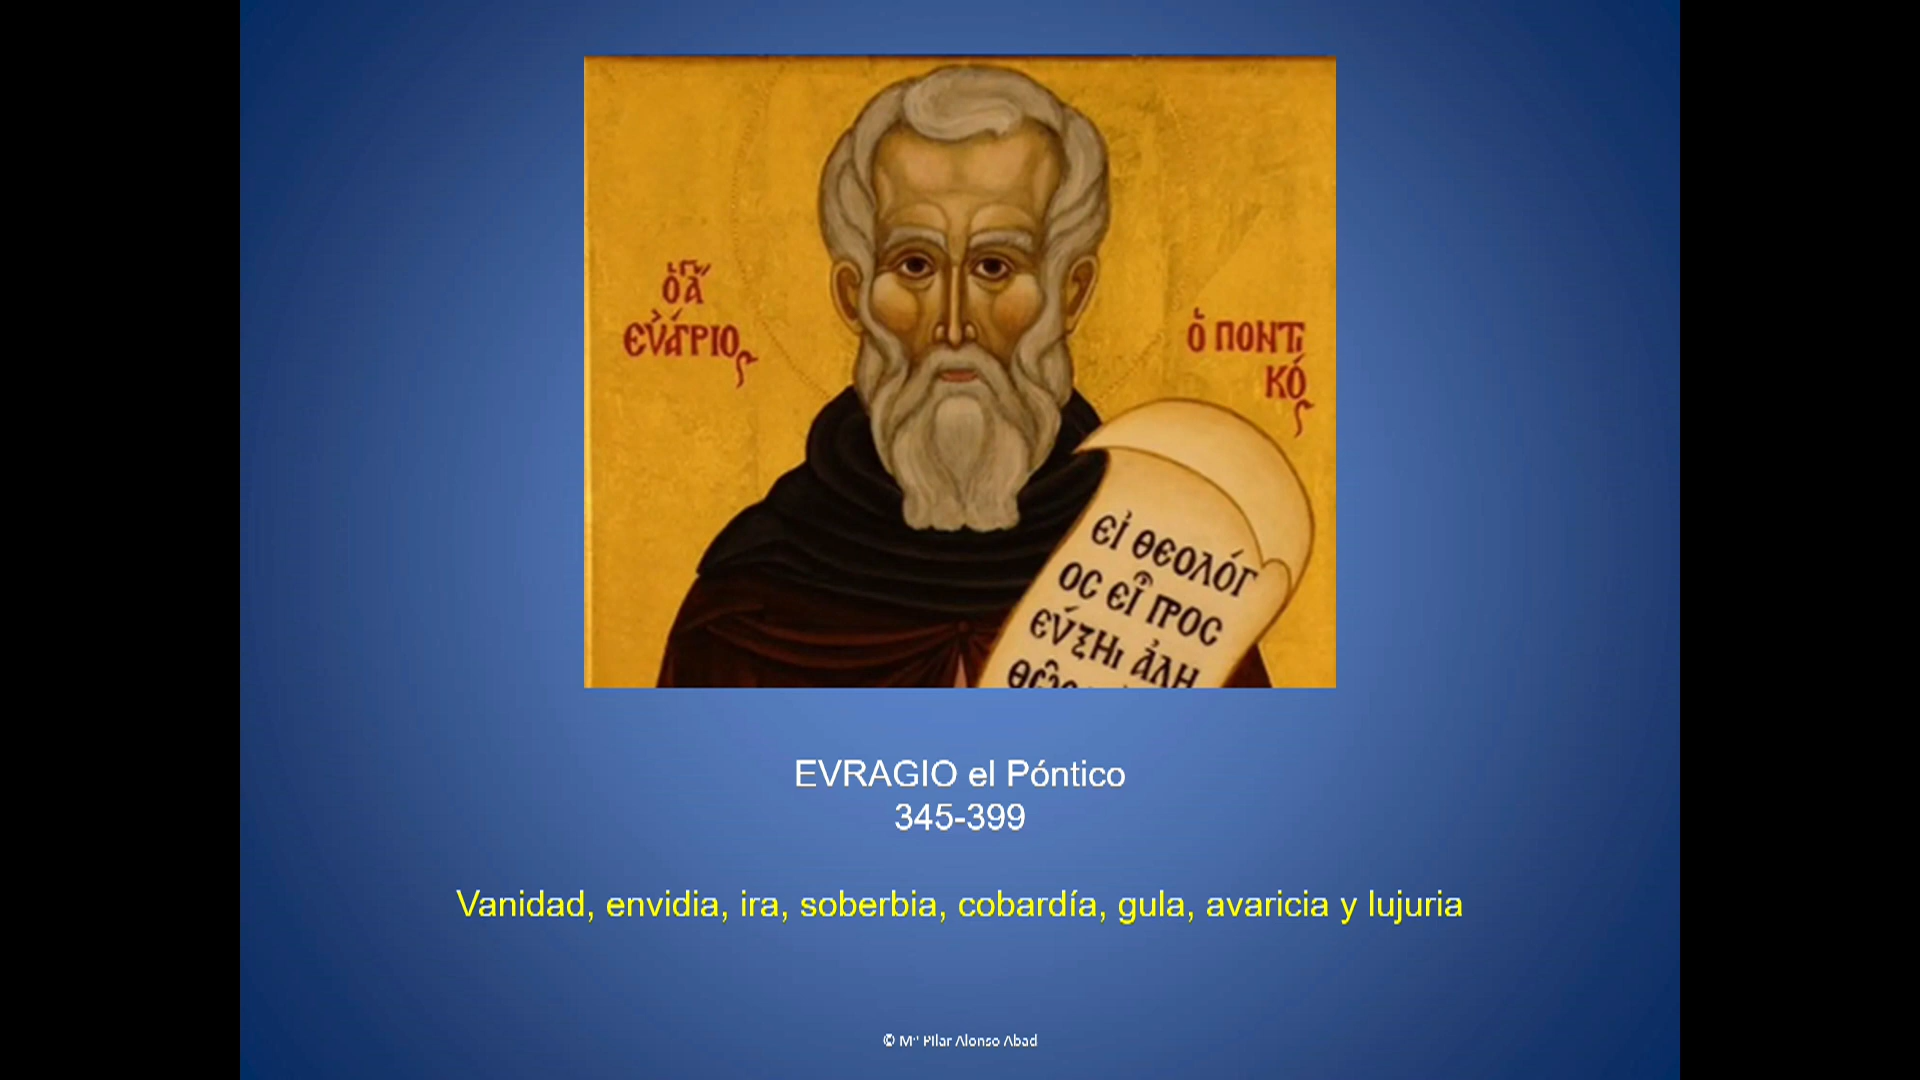 ὁ ἅγ
ΕὐάΓΡΙΟς
ὁ ΠΟΝΤι
Κός
εἰ θεολόΓ
ος εἶ ΠΡος
εύξΗι ἀλΗ
EVRAGIO el Póntico
345-399
Vanidad, envidia, ira, soberbia, cobardía, gula, avaricia y lujuria
© Mª Pilar Alonso Abad